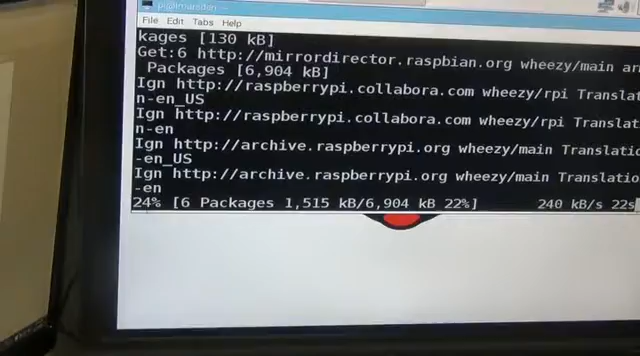 File Edit Tabs Help
kages [130 kB]
Get:6 http://mirrordirector.raspbian.org wheezy/main
Packages [6,904 kB]
Ign http://raspberrypi.collabora.com wheezy/rpi Translat
n-en_US
Ign http://raspberrypi.collabora.com wheezy/rpi Translat
n-en
Ign http://archive.raspberrypi.org wheezy/main Translatio
-en_US
Ign http://archive.raspberrypi.org wheezy/main Translatio
-en
24% [6 Packages 1,515 kB/6,904 kB 22%] 240 kB/s 22s